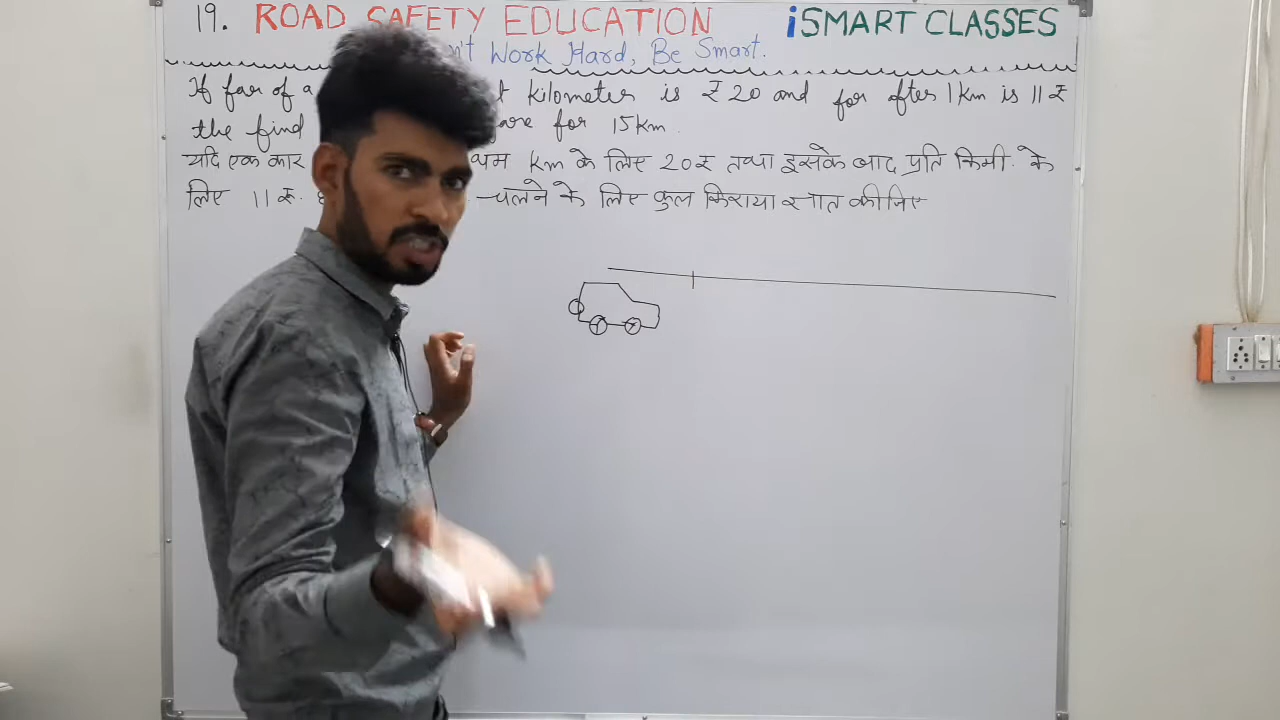 19. ROAD SAFETY EDUCATION iSMART CLASSES
Work Hard, Be Smart.
If far of a kilometer is ₹ 20 and for after 1 km is 11 ₹
the find for 15 km.
यदि एक कार km के लिए 20 रु तथा इसके बाद प्रति किमी. के
लिए 11 रु. चलने के लिए कुल किराया ज्ञात कीजिए